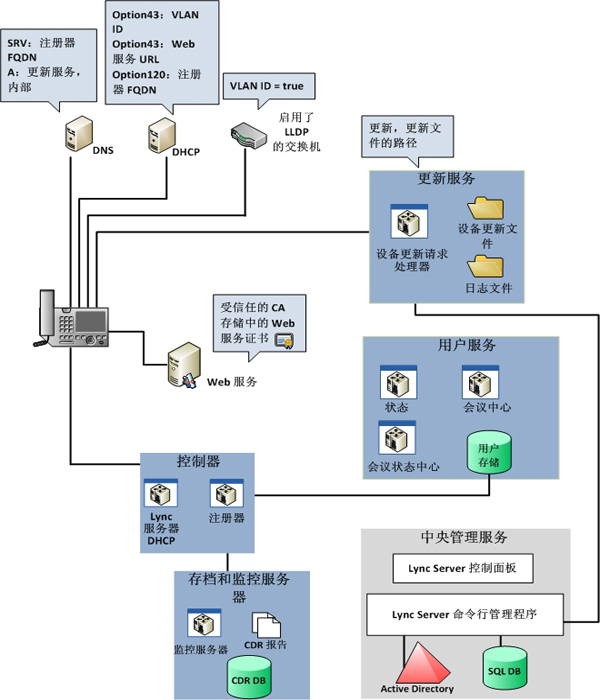 SRV：注册器
FQDN
A：更新服务，
内部
Option43：VLAN
ID
Option43：Web
服务 URL
Option120：注册
器 FQDN
VLAN ID = true
DNS
DHCP
启用了
LLDP
的交换机
更新，更新文
件的路径
更新服务
设备更新请求
处理器
设备更新文
件
日志文件
受信任的 CA
存储中的 Web
服务证书
Web 服务
用户服务
状态
会议中心
会议状态中心
用户
存储
控制器
Lync
服务器
DHCP
注册器
存档和监控服务
器
监控服务器
CDR 报告
CDR DB
中央管理服务
Lync Server 控制面板
Lync Server 命令行管理程序
Active Directory
SQL DB